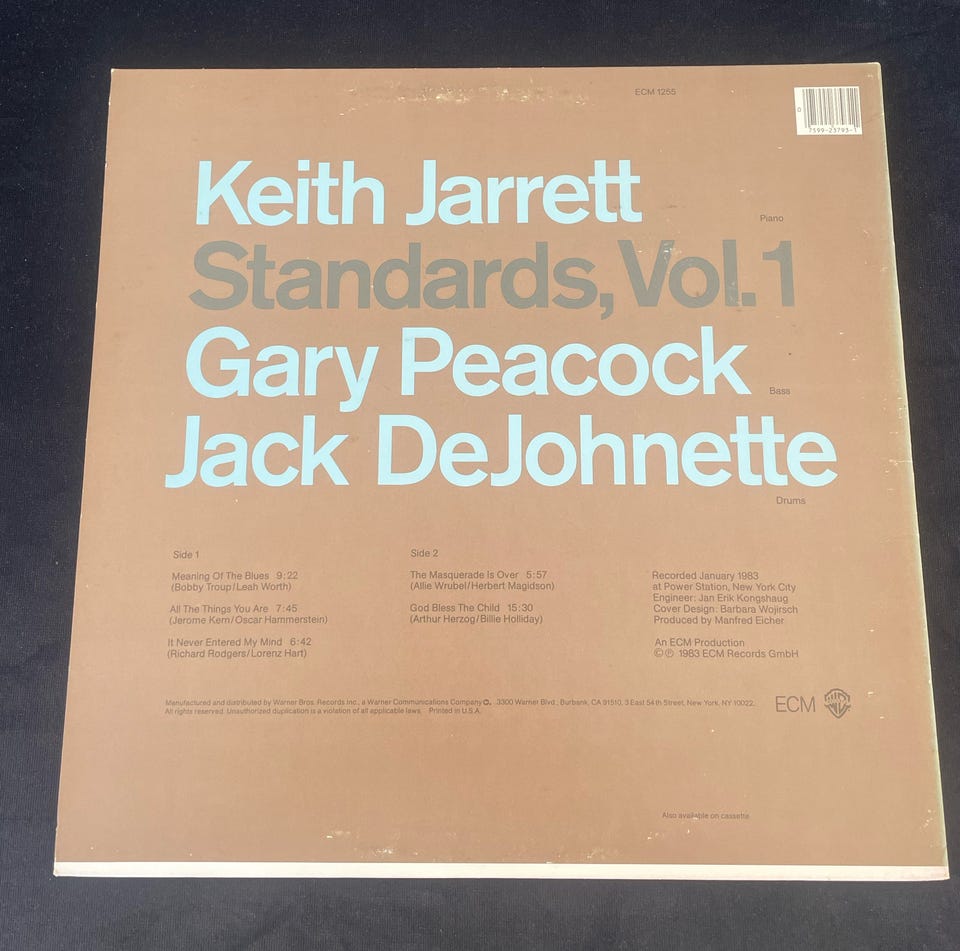 ECM 1255
0
7599-23793-1
Keith Jarrett
Piano
Standards, Vol. 1
Gary Peacock
Bass
Jack DeJohnette
Drums
Side 1
Meaning Of The Blues 9:22
(Bobby Troup/Leah Worth)
All The Things You Are 7:45
(Jerome Kern/Oscar Hammerstein)
It Never Entered My Mind 6:42
(Richard Rodgers/Lorenz Hart)
Side 2
The Masquerade Is Over 5:57
(Allie Wrubel/Herbert Magidson)
God Bless The Child 15:30
(Arthur Herzog/Billie Holliday)
Recorded January 1983
at Power Station, New York City
Engineer: Jan Erik Kongshaug
Cover Design: Barbara Wojirsch
Produced by Manfred Eicher
An ECM Production
©℗ 1983 ECM Records GmbH
Manufactured and distributed by Warner Bros. Records Inc., a Warner Communications Company. 3300 Warner Blvd., Burbank, CA 91510, 3 East 54th Street, New York, NY 10022.
All rights reserved. Unauthorized duplication is a violation of all applicable laws. Printed in U.S.A.
ECM
WB
Also available on cassette